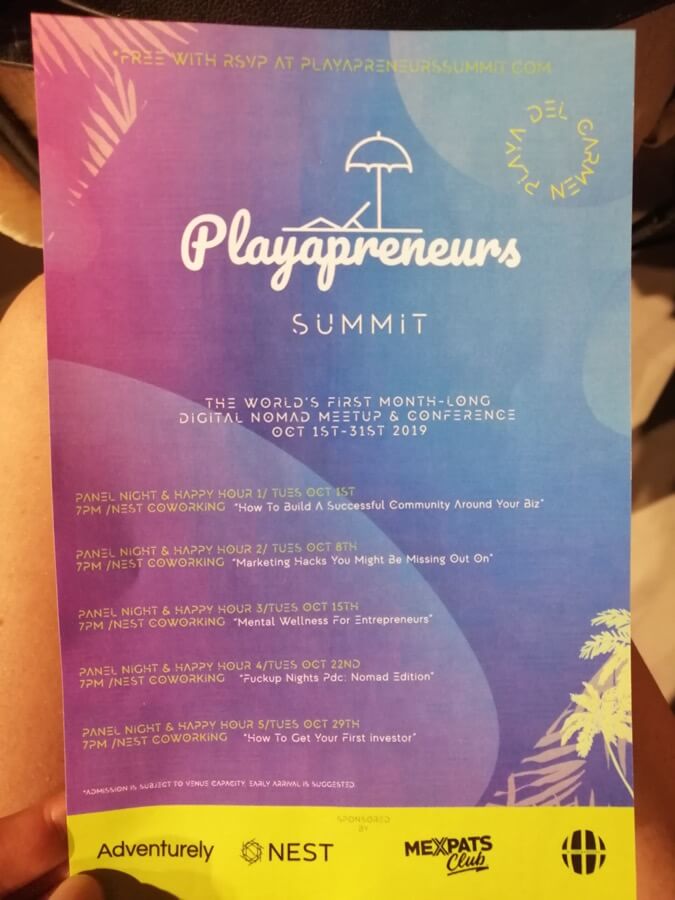 *FREE WITH RSVP AT PLAYAPRENEURSSUMMIT.COM
PLAYA DEL CARMEN
Playapreneurs
SUMMiT
THE WORLD'S FiRST MONTH-LONG
DiGiTAL NOMAD MEETUP & CONFERENCE
OCT 1ST-31ST 2019
PANEL NiGHT & HAPPY HOUR 1/ TUES OCT 1ST
7PM /NEST COWORKiNG "How To Build A Successful Community Around Your Biz"
PANEL NiGHT & HAPPY HOUR 2/ TUES OCT 8TH
7PM /NEST COWORKiNG "Marketing Hacks You Might Be Missing Out On"
PANEL NiGHT & HAPPY HOUR 3/TUES OCT 15TH
7PM /NEST COWORKiNG "Mental Wellness For Entrepreneurs"
PANEL NiGHT & HAPPY HOUR 4/TUES OCT 22ND
7PM /NEST COWORKiNG "Fuckup Nights Pdc: Nomad Edition"
PANEL NiGHT & HAPPY HOUR 5/TUES OCT 29TH
7PM /NEST COWORKiNG "How To Get Your First investor"
*ADMiSSiON iS SUBJECT TO VENUE CAPACiTY, EARLY ARRiVAL iS SUGGESTED.
SPONSORED
BY
Adventurely NEST MEXPATS
Club